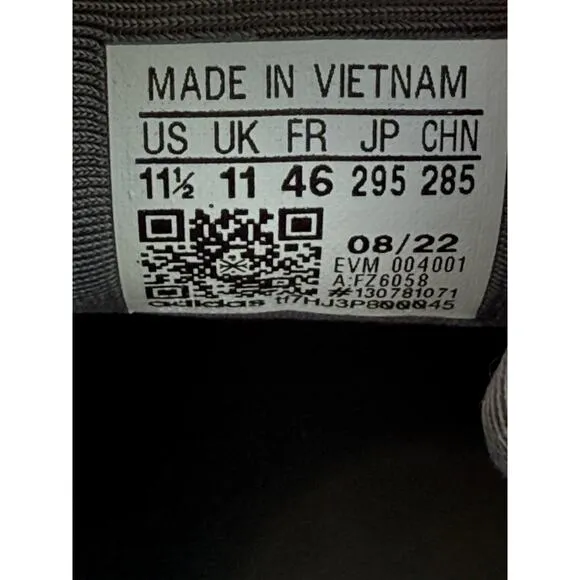 MADE IN VIETNAM
US UK FR JP CHN
11½ 11 46 295 285
08/22
EVM 004001
A:FZ6058
#130781071
adidas tf7HJ3P800045